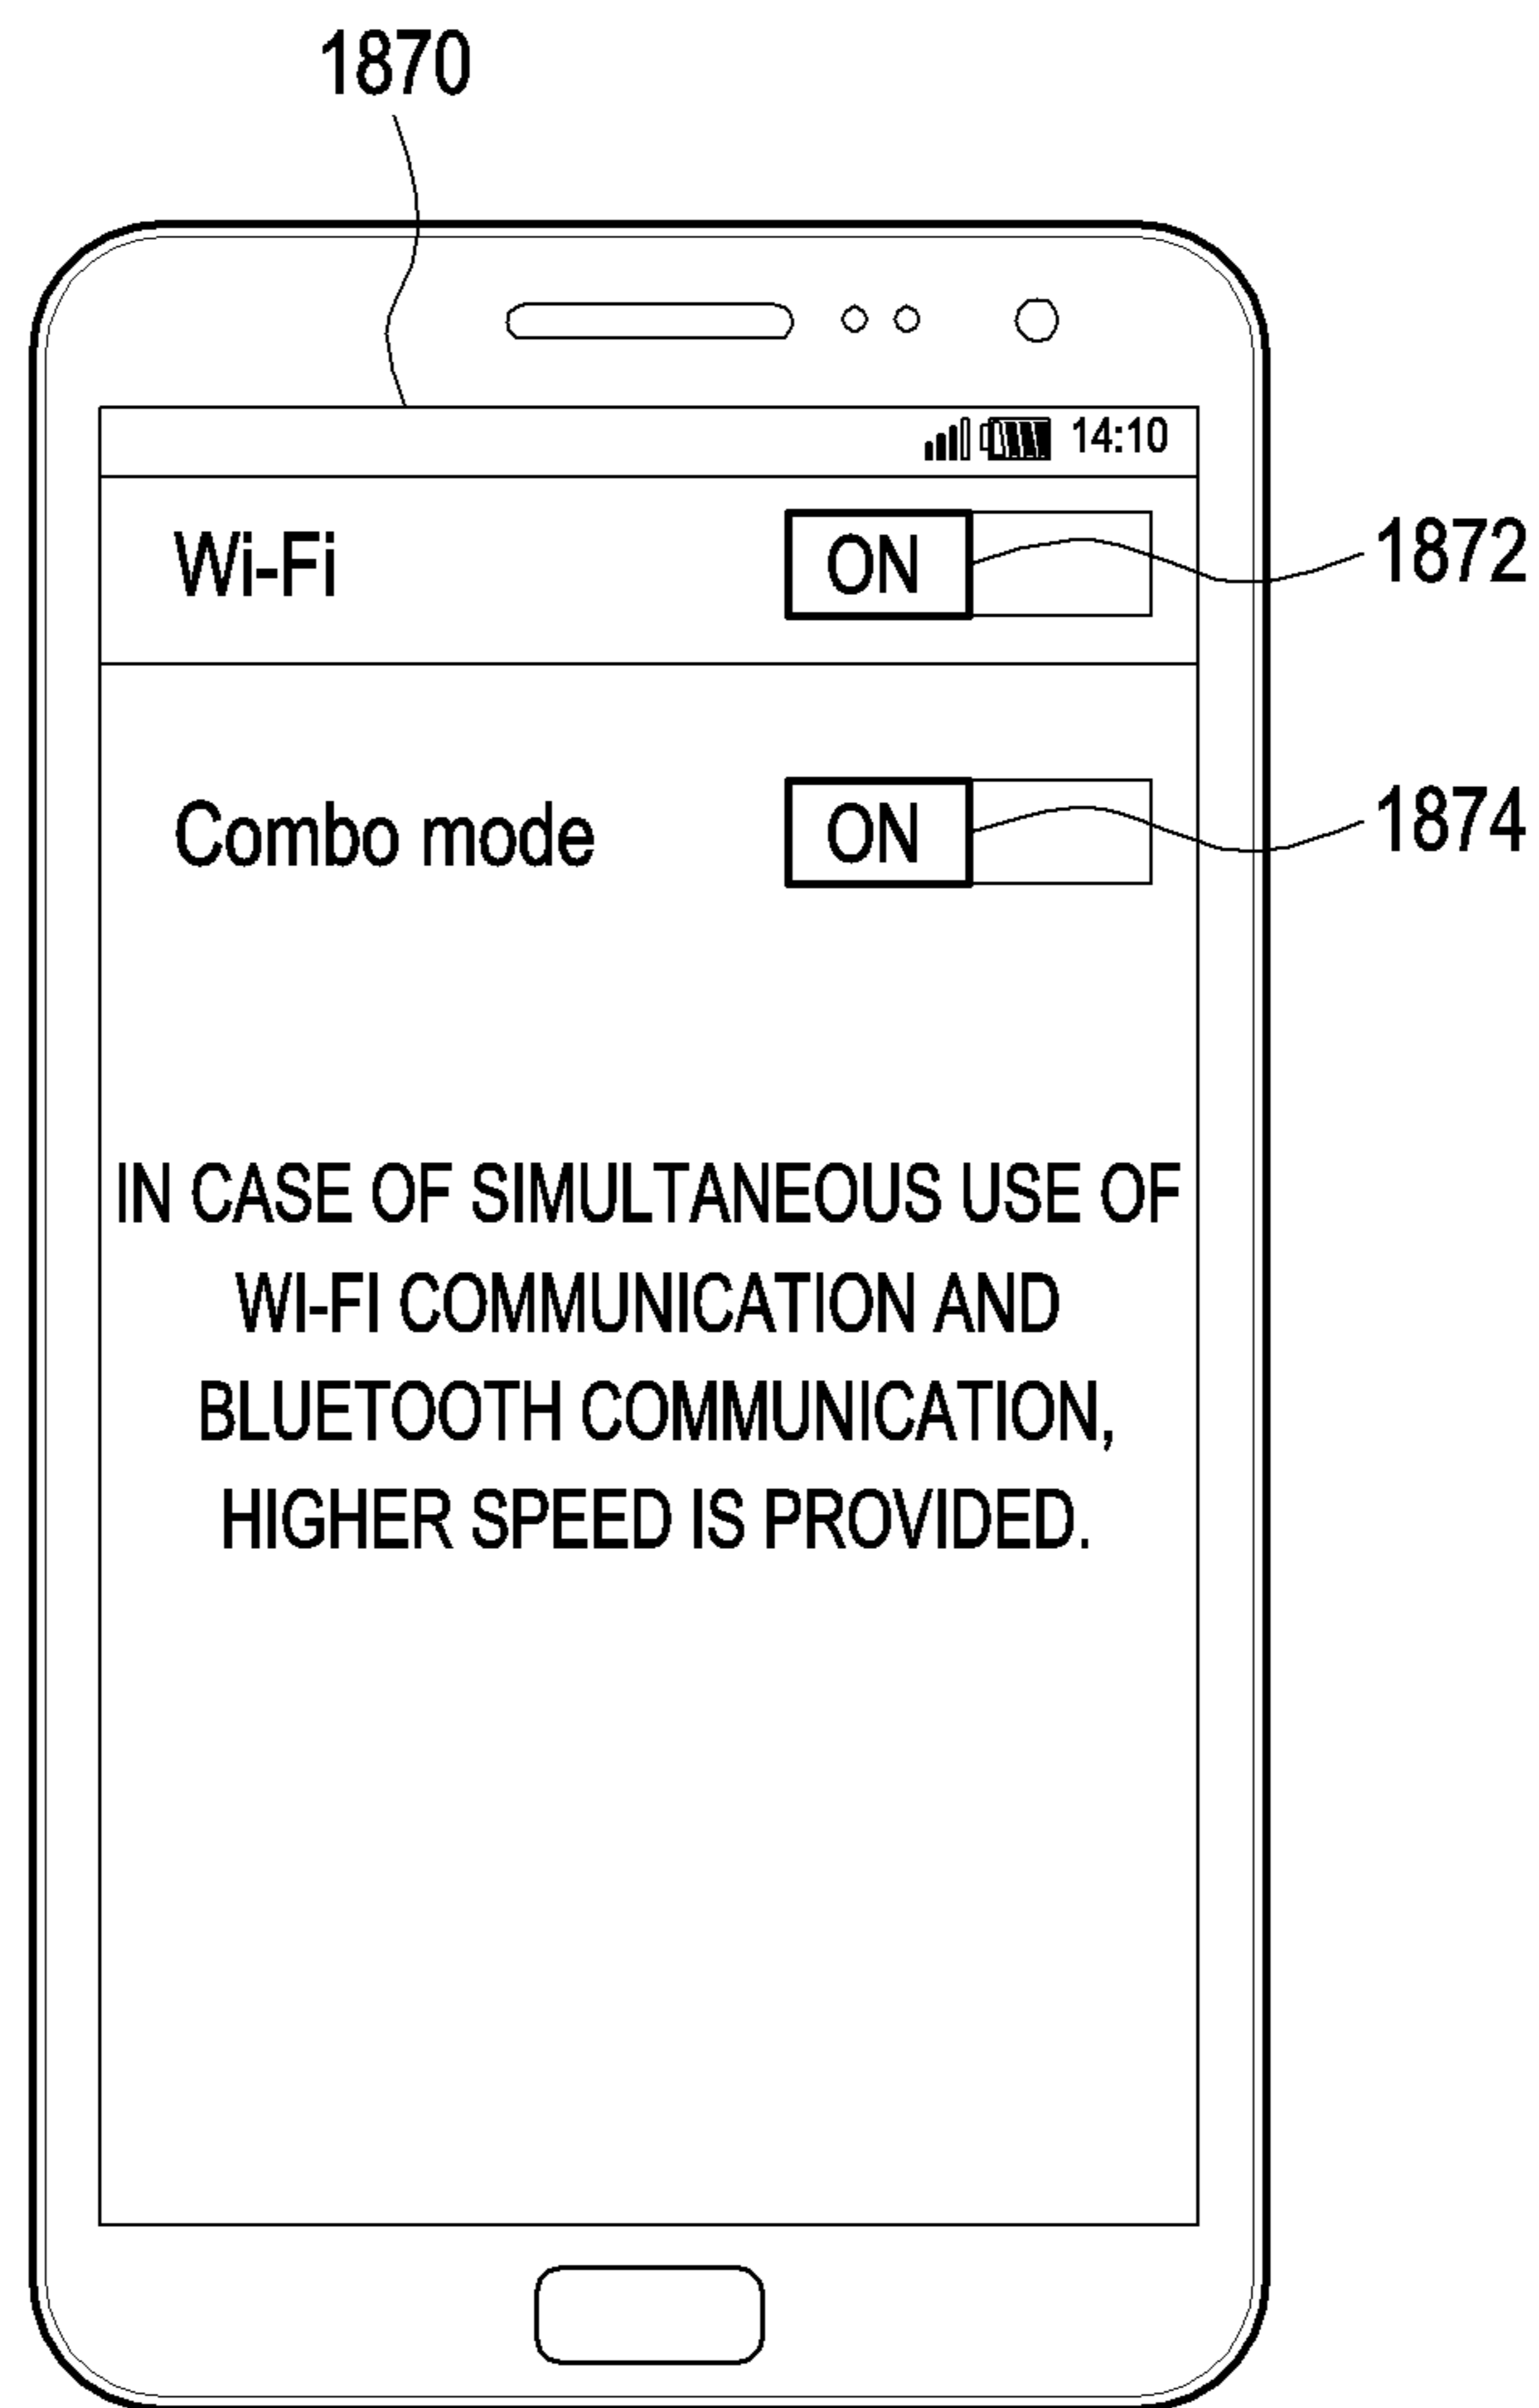 1870
14:10
Wi-Fi ON 1872
Combo mode ON 1874
IN CASE OF SIMULTANEOUS USE OF
WI-FI COMMUNICATION AND
BLUETOOTH COMMUNICATION,
HIGHER SPEED IS PROVIDED.